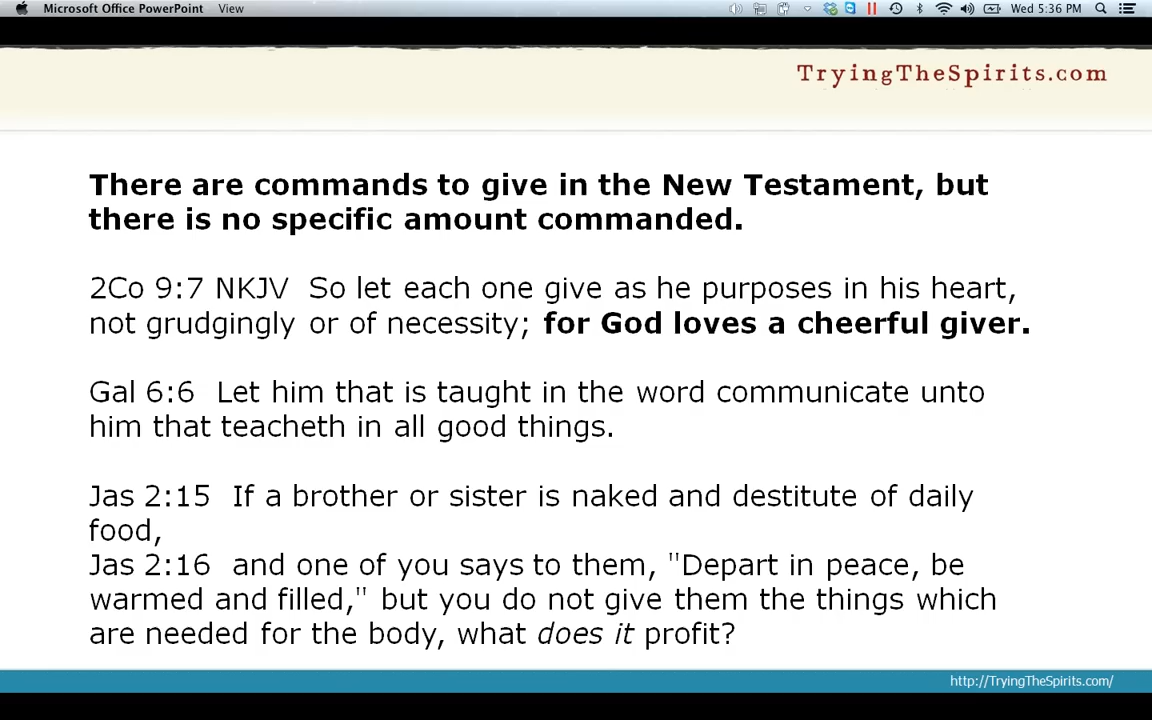 Microsoft Office PowerPoint View Wed 5:36 PM
TryingTheSpirits.com
There are commands to give in the New Testament, but
there is no specific amount commanded.
2Co 9:7 NKJV So let each one give as he purposes in his heart,
not grudgingly or of necessity; for God loves a cheerful giver.
Gal 6:6 Let him that is taught in the word communicate unto
him that teacheth in all good things.
Jas 2:15 If a brother or sister is naked and destitute of daily
food,
Jas 2:16 and one of you says to them, "Depart in peace, be
warmed and filled," but you do not give them the things which
are needed for the body, what does it profit?
http://TryingTheSpirits.com/